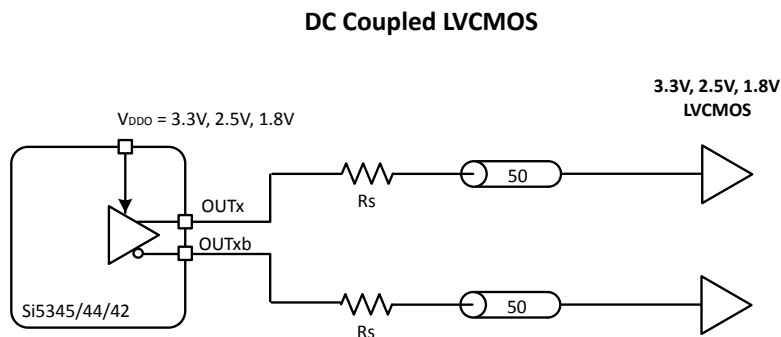 DC Coupled LVCMOS
3.3V, 2.5V, 1.8V
LVCMOS
VDDO = 3.3V, 2.5V, 1.8V
OUTx
Rs
50
OUTxb
Si5345/44/42
Rs
50